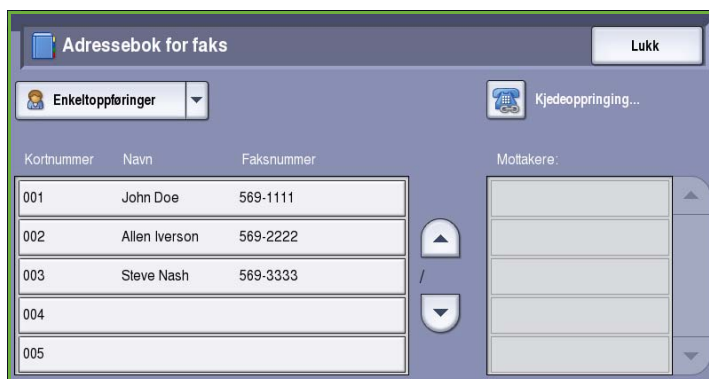 Adressebok for faks
Lukk
Enkeltoppføringer
Kjedeoppringing...
Kortnummer Navn Faksnummer
Mottakere:
001 John Doe 569-1111
002 Allen Iverson 569-2222
003 Steve Nash 569-3333
/
004
005